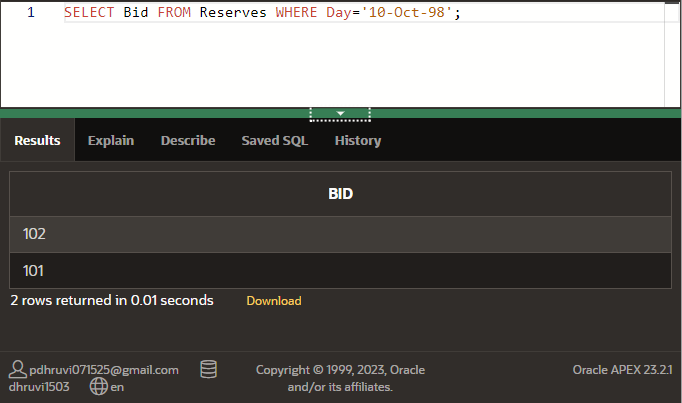 1 SELECT Bid FROM Reserves WHERE Day='10-Oct-98';
Results Explain Describe Saved SQL History
BID
102
101
2 rows returned in 0.01 seconds Download
pdhruvi071525@gmail.com
dhruvi1503 en
Copyright © 1999, 2023, Oracle
and/or its affiliates.
Oracle APEX 23.2.1